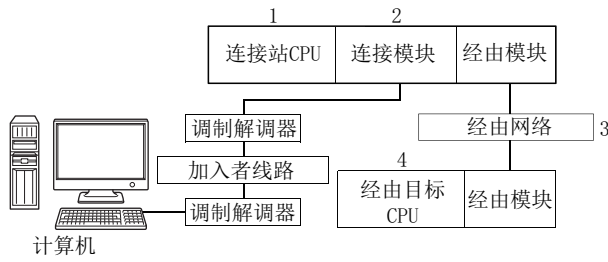 1
2
连接站CPU
连接模块
经由模块
调制解调器
经由网络
3
加入者线路
4
经由目标
CPU
经由模块
调制解调器
计算机